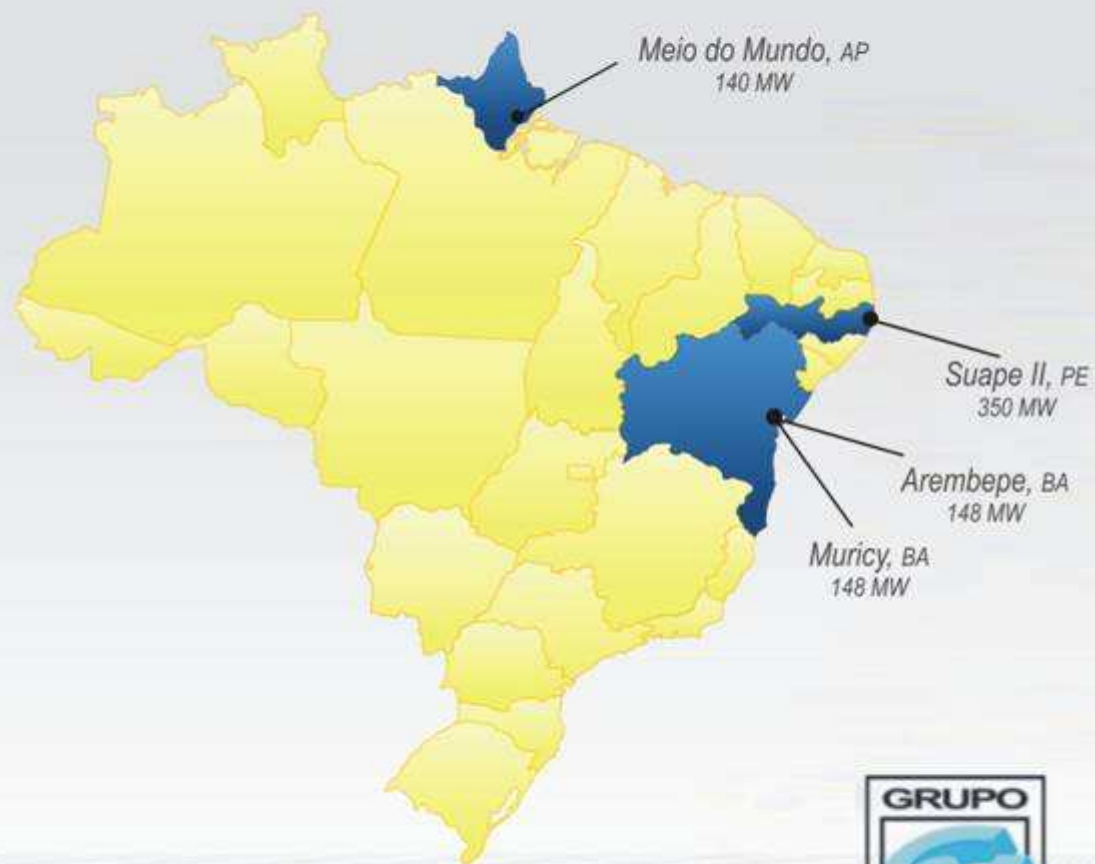 Meio do Mundo, AP
140 MW
Suape II, PE
350 MW
Arembepe, BA
148 MW
Muricy, BA
148 MW
GRUPO